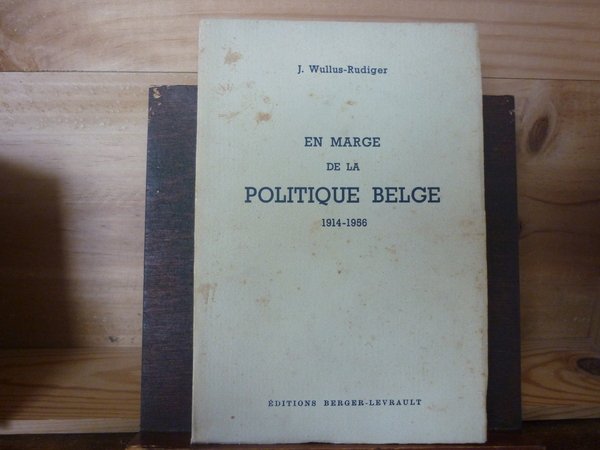 J. Wullus-Rudiger
EN MARGE
DE LA
POLITIQUE BELGE
1914-1956
ÉDITIONS BERGER-LEVRAULT